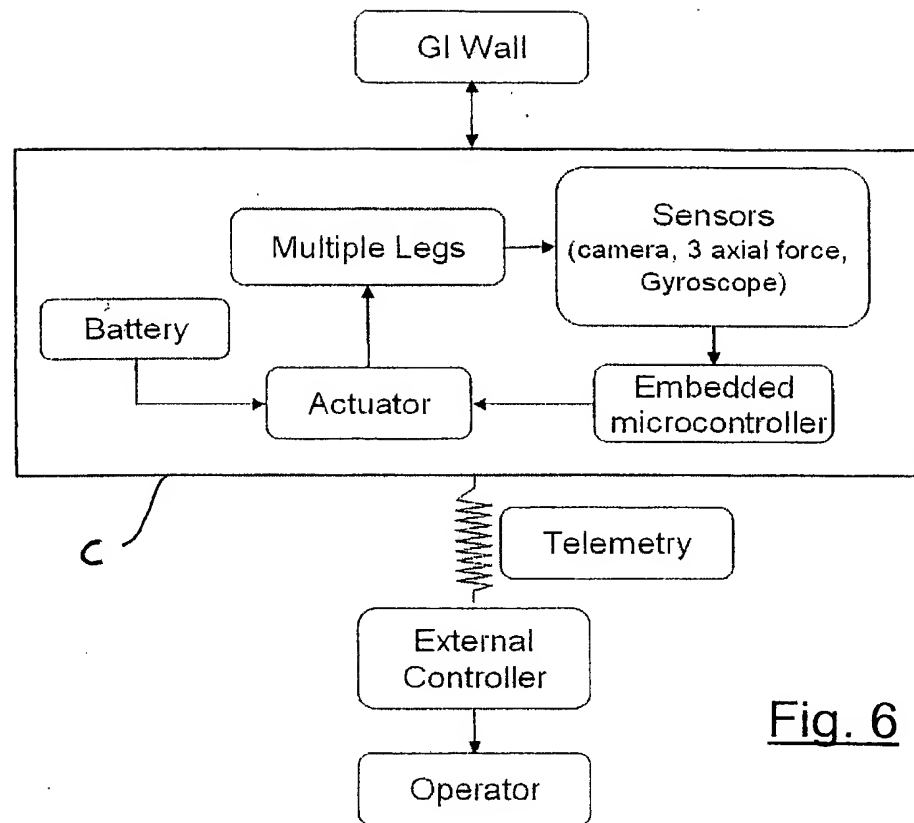 GI Wall
Sensors
(camera, 3 axial force,
Gyroscope)
Multiple Legs
Battery
Actuator
Embedded
microcontroller
C
Telemetry
External
Controller
Operator
Fig. 6